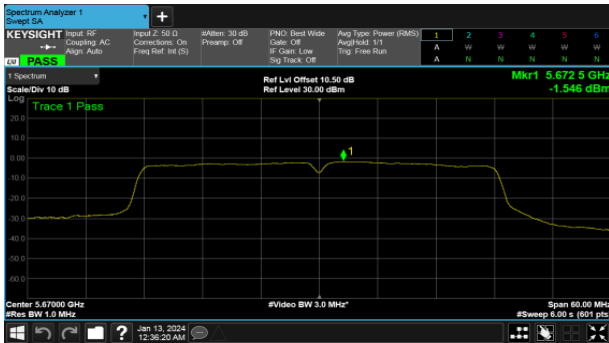 Spectrum Analyzer 1
Swept SA
+
KEYSIGHT Input: RF Input Z: 50 Ω #Atten: 30 dB PNO: Best Wide Avg Type: Power (RMS) 1 2 3 4 5 6
Coupling: AC Corrections: On Preamp: Off Gate: Off Avg|Hold: 1/1 A W W W W W
Align: Auto Freq Ref: Int (S) IF Gain: Low Trig: Free Run
Sig Track: Off A N N N N N
LU PASS
1 Spectrum
Scale/Div 10 dB
Ref Lvl Offset 10.50 dB
Ref Level 30.00 dBm
Mkr1 5.672 5 GHz
-1.546 dBm
Log
Trace 1 Pass
20.0
10.0
0.00
1
-10.0
-20.0
-30.0
-40.0
-50.0
-60.0
Center 5.67000 GHz #Video BW 3.0 MHz* Span 60.00 MHz
#Res BW 1.0 MHz #Sweep 6.00 s (601 pts)
? Jan 13, 2024
12:36:20 AM